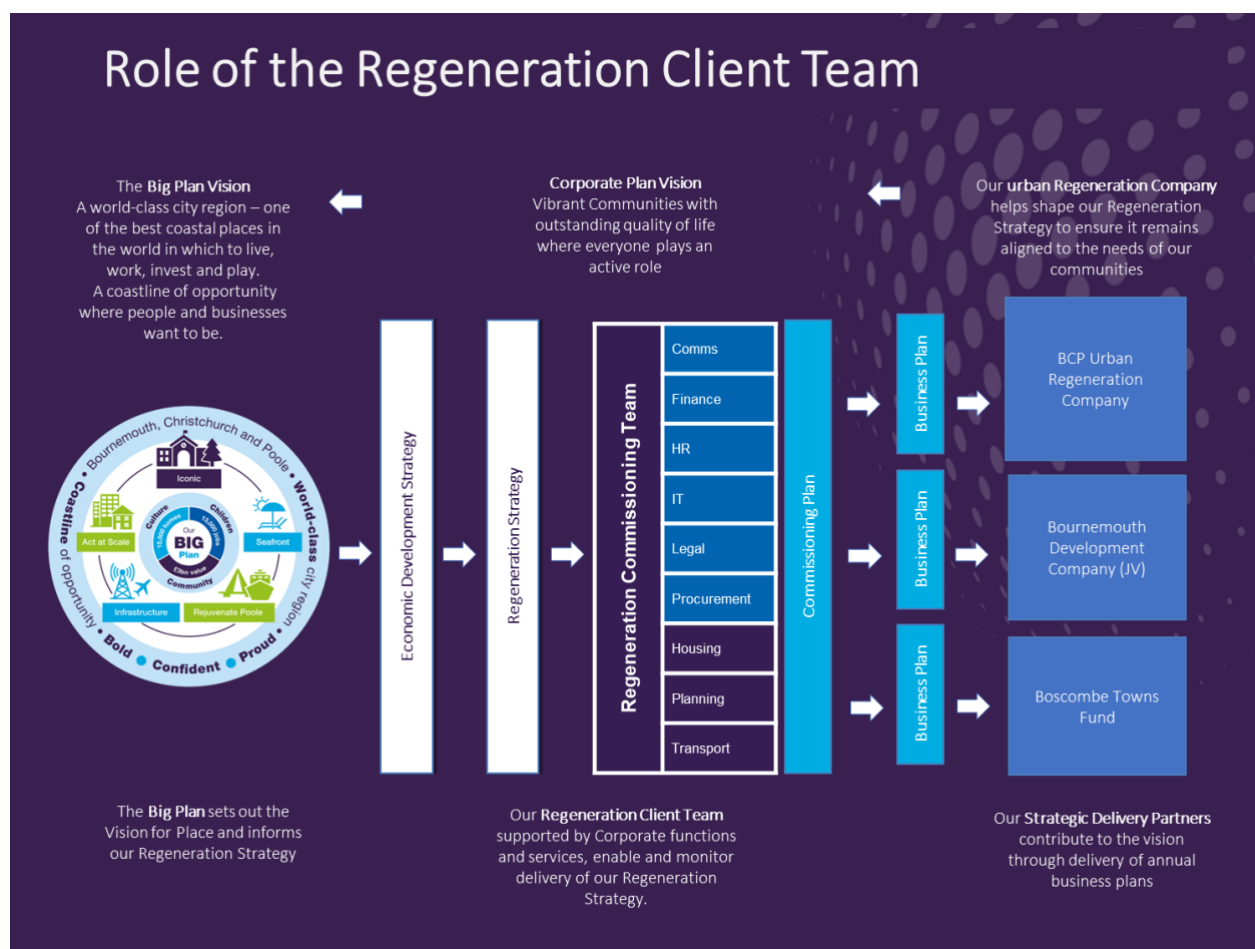 Role of the Regeneration Client Team
The Big Plan Vision
A world-class city region – one
of the best coastal places in
the world in which to live,
work, invest and play.
A coastline of opportunity
where people and businesses
want to be.
Corporate Plan Vision
Vibrant Communities with
outstanding quality of life
where everyone plays an
active role
Our urban Regeneration Company
helps shape our Regeneration
Strategy to ensure it remains
aligned to the needs of our
communities
• Bournemouth, Christchurch and Poole •
World-class city region •
Coastline of opportunity •
Bold • Confident • Proud
Iconic
Act at Scale
Seafront
Infrastructure
Rejuvenate Poole
Culture
Children
Community
15,000 homes
13,000 jobs
£3bn value
Our
BIG
Plan
Economic Development Strategy
Regeneration Strategy
Regeneration Commissioning Team
Comms
Finance
HR
IT
Legal
Procurement
Housing
Planning
Transport
Commissioning Plan
Business Plan
BCP Urban
Regeneration
Company
Business Plan
Bournemouth
Development
Company (JV)
Business Plan
Boscombe Towns
Fund
The Big Plan sets out the
Vision for Place and informs
our Regeneration Strategy
Our Regeneration Client Team
supported by Corporate functions
and services, enable and monitor
delivery of our Regeneration
Strategy.
Our Strategic Delivery Partners
contribute to the vision
through delivery of annual
business plans